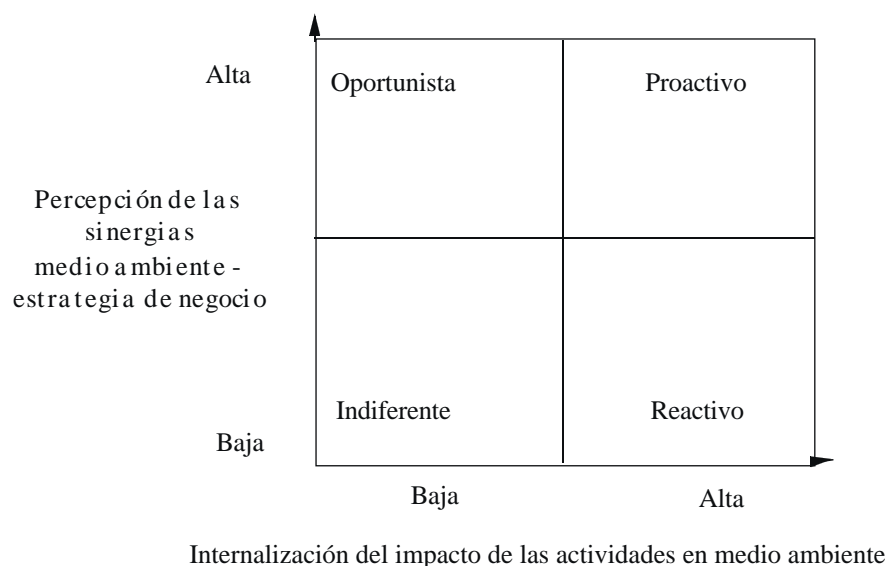 Alta
Oportunista
Proactivo
Percepción de las
sinergias
medio ambiente -
estrategia de negocio
Indiferente
Reactivo
Baja
Baja
Alta
Internalización del impacto de las actividades en medio ambiente